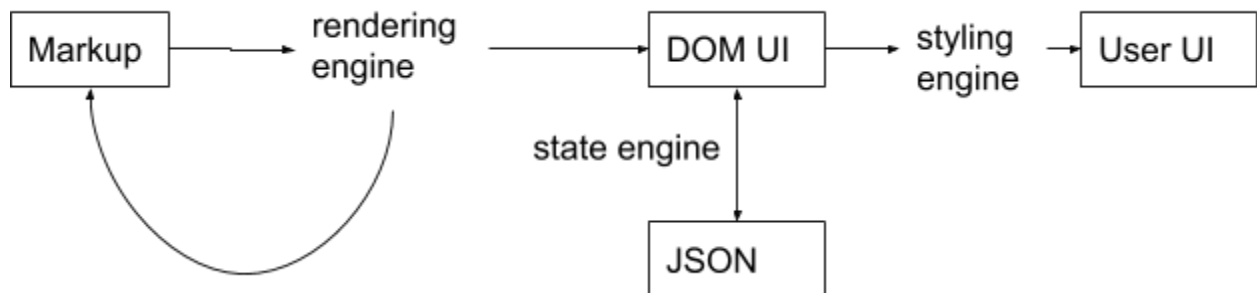 Markup
rendering
engine
DOM UI
styling
engine
User UI
state engine
JSON